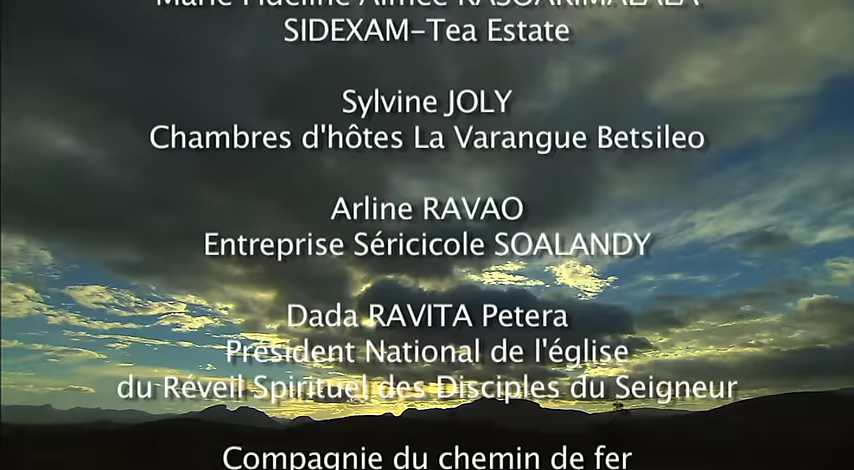 SIDEXAM-Tea Estate
Sylvine JOLY
Chambres d'hôtes La Varangue Betsileo
Arline RAVAO
Entreprise Séricicole SOALANDY
Dada RAVITA Petera
Président National de l'église
du Réveil Spirituel des Disciples du Seigneur
Compagnie du chemin de fer